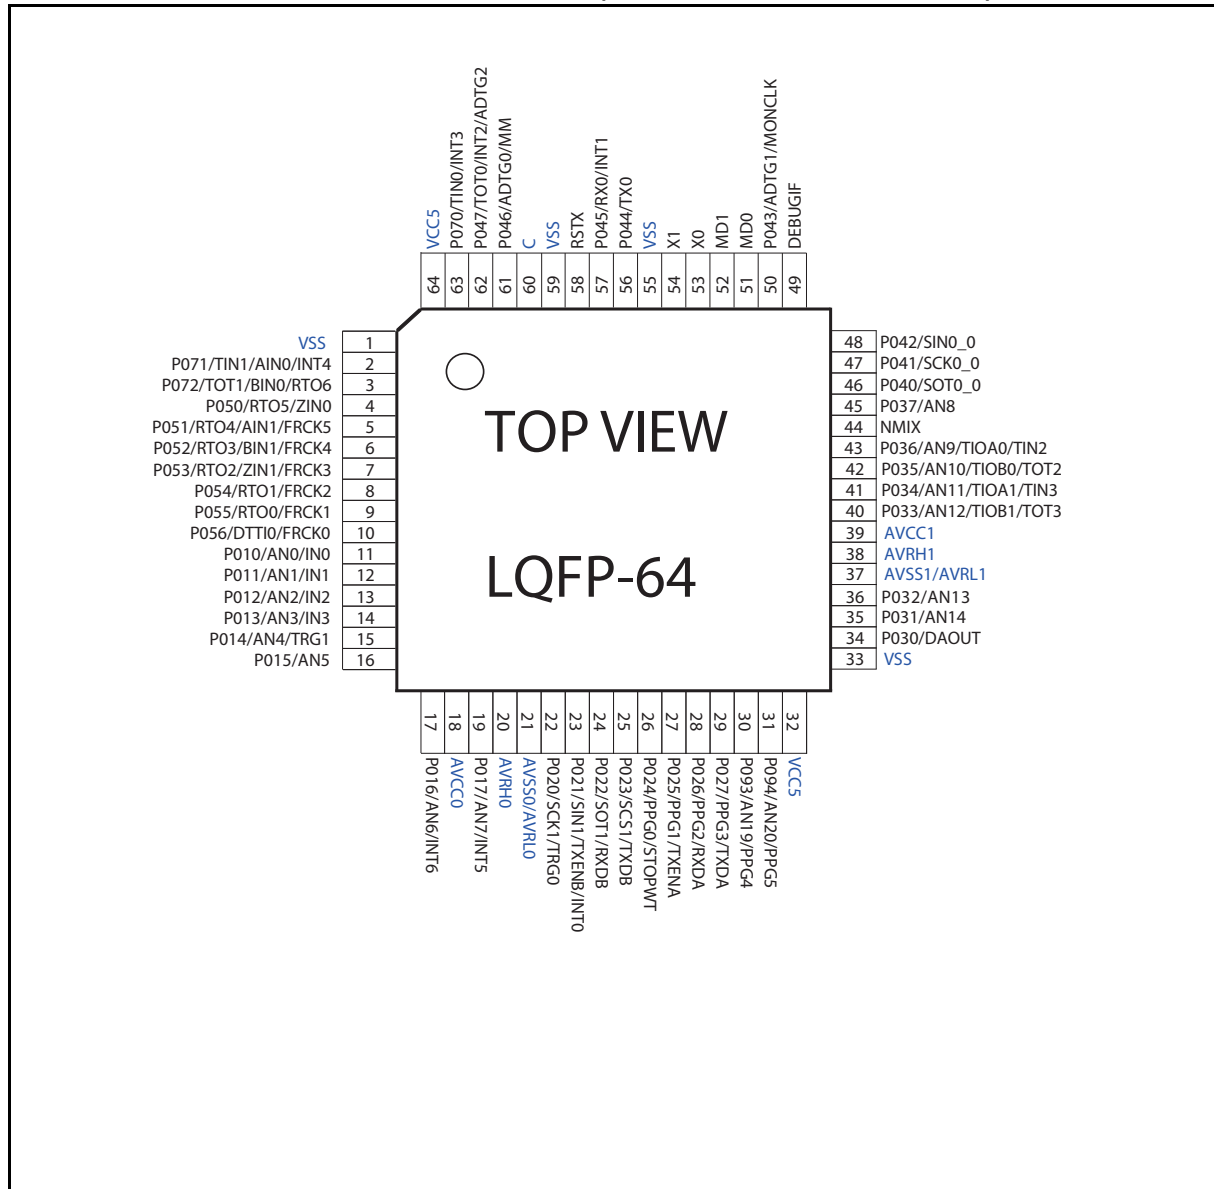 VCC5
P070/TIN0/INT3
P047/TOT0/INT2/ADTG2
P046/ADTG0/MM
C
VSS
RSTX
P045/RX0/INT1
P044/TX0
VSS
X1
X0
MD1
MD0
P043/ADTG1/MONCLK
DEBUGIF
64
63
62
61
60
59
58
57
56
55
54
53
52
51
50
49
VSS 1
P071/TIN1/AIN0/INT4 2
P072/TOT1/BIN0/RTO6 3
P050/RTO5/ZIN0 4
P051/RTO4/AIN1/FRCK5 5
P052/RTO3/BIN1/FRCK4 6
P053/RTO2/ZIN1/FRCK3 7
P054/RTO1/FRCK2 8
P055/RTO0/FRCK1 9
P056/DTTI0/FRCK0 10
P010/AN0/IN0 11
P011/AN1/IN1 12
P012/AN2/IN2 13
P013/AN3/IN3 14
P014/AN4/TRG1 15
P015/AN5 16
TOP VIEW
LQFP-64
48 P042/SIN0_0
47 P041/SCK0_0
46 P040/SOT0_0
45 P037/AN8
44 NMIX
43 P036/AN9/TIOA0/TIN2
42 P035/AN10/TIOB0/TOT2
41 P034/AN11/TIOA1/TIN3
40 P033/AN12/TIOB1/TOT3
39 AVCC1
38 AVRH1
37 AVSS1/AVRL1
36 P032/AN13
35 P031/AN14
34 P030/DAOUT
33 VSS
17
18
19
20
21
22
23
24
25
26
27
28
29
30
31
32
P016/AN6/INT6
AVCC0
P017/AN7/INT5
AVRH0
AVSS0/AVRL0
P020/SCK1/TRG0
P021/SIN1/TXENB/INT0
P022/SOT1/RXDB
P023/SCS1/TXDB
P024/PPG0/STOPWT
P025/PPG1/TXENA
P026/PPG2/RXDA
P027/PPG3/TXDA
P093/AN19/PPG4
P094/AN20/PPG5
VCC5